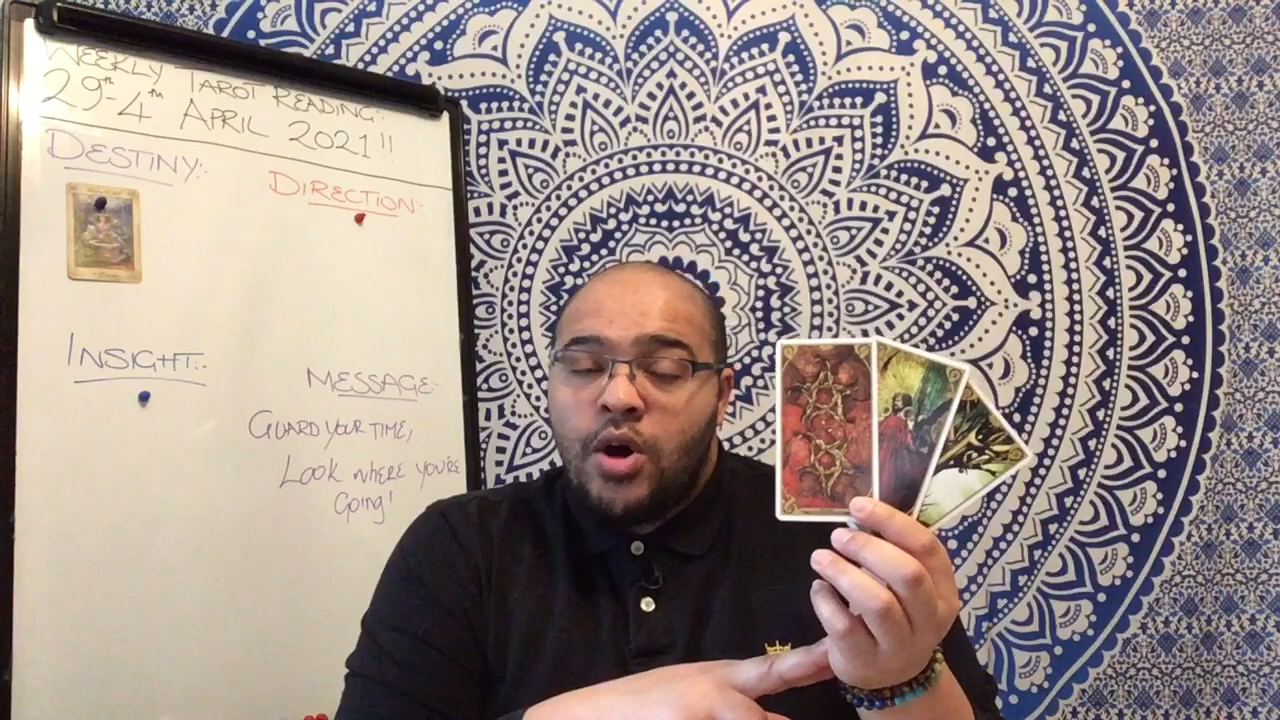 WEEKLY TAROT READING:
29th - 4th APRIL 2021!!
DESTINY:
DIRECTION:
INSIGHT:
MESSAGE:
GUARD YOUR TIME,
LOOK WHERE YOU'RE
GOING!